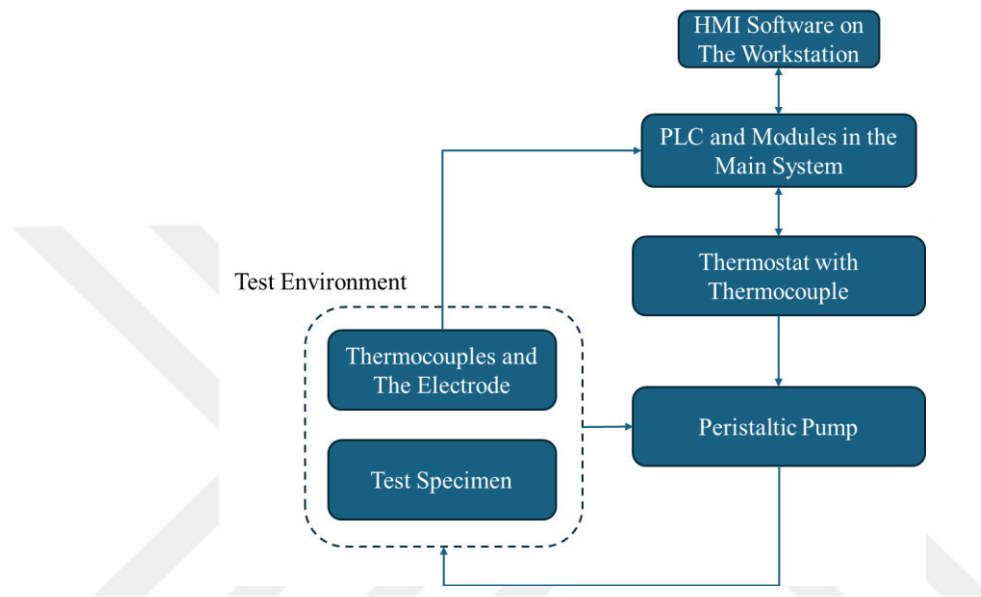 HMI Software on
The Workstation
PLC and Modules in the
Main System
Thermostat with
Thermocouple
Test Environment
Thermocouples and
The Electrode
Peristaltic Pump
Test Specimen